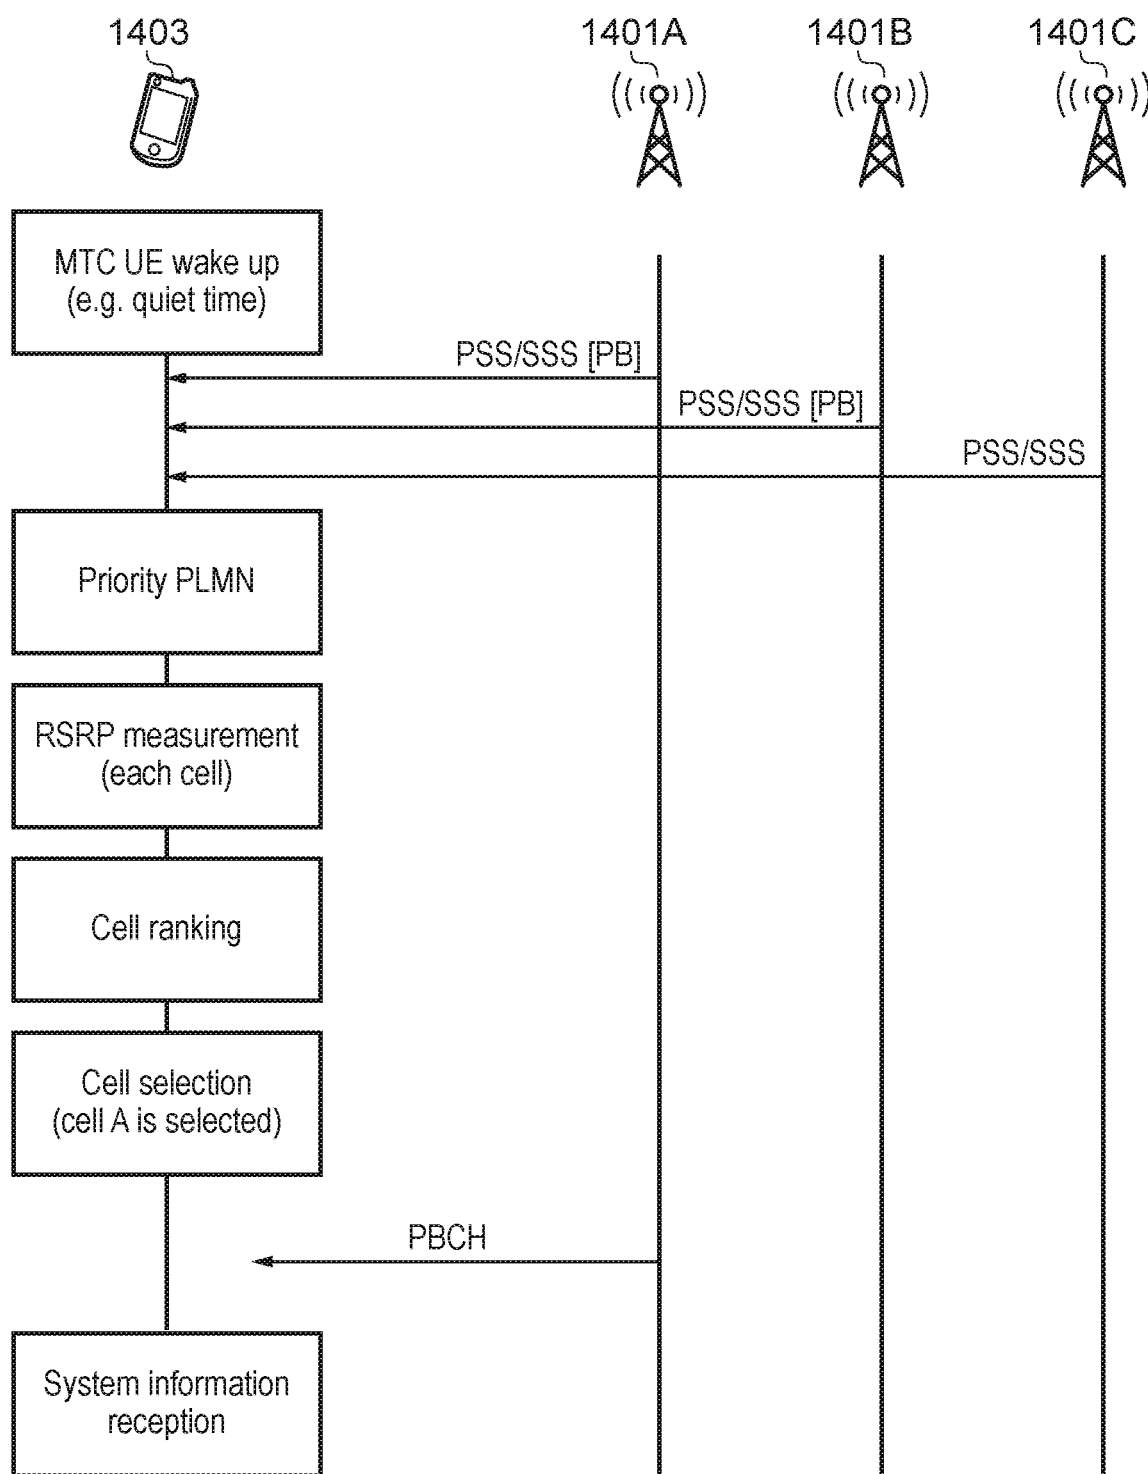 1403
1401A
1401B
1401C
MTC UE wake up
(e.g. quiet time)
PSS/SSS [PB]
PSS/SSS [PB]
PSS/SSS
Priority PLMN
RSRP measurement
(each cell)
Cell ranking
Cell selection
(cell A is selected)
PBCH
System information
reception